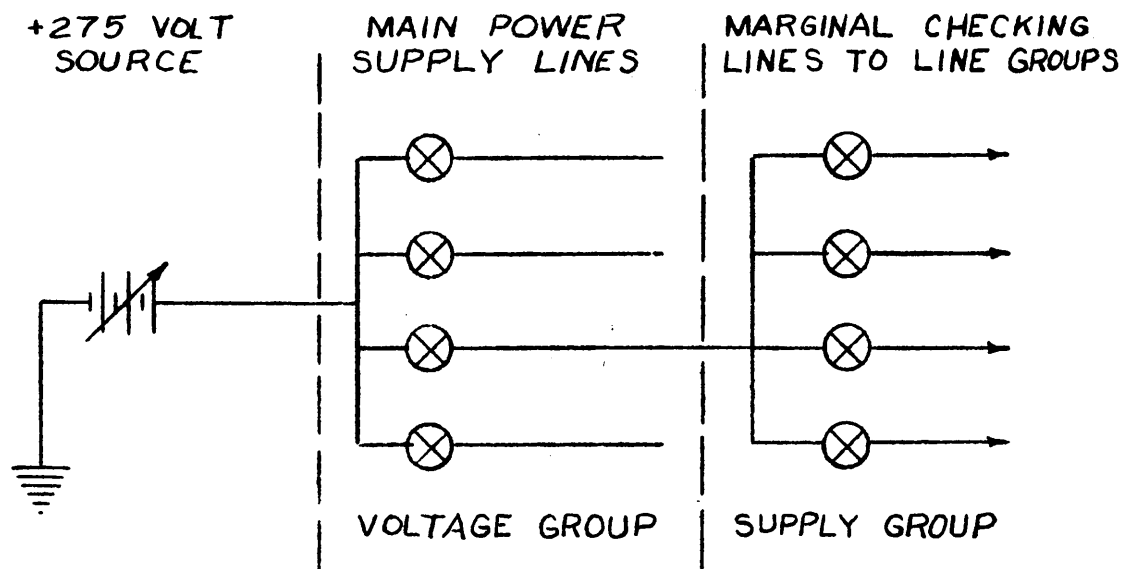 +275 VOLT
SOURCE
MAIN POWER
SUPPLY LINES
MARGINAL CHECKING
LINES TO LINE GROUPS
VOLTAGE GROUP
SUPPLY GROUP